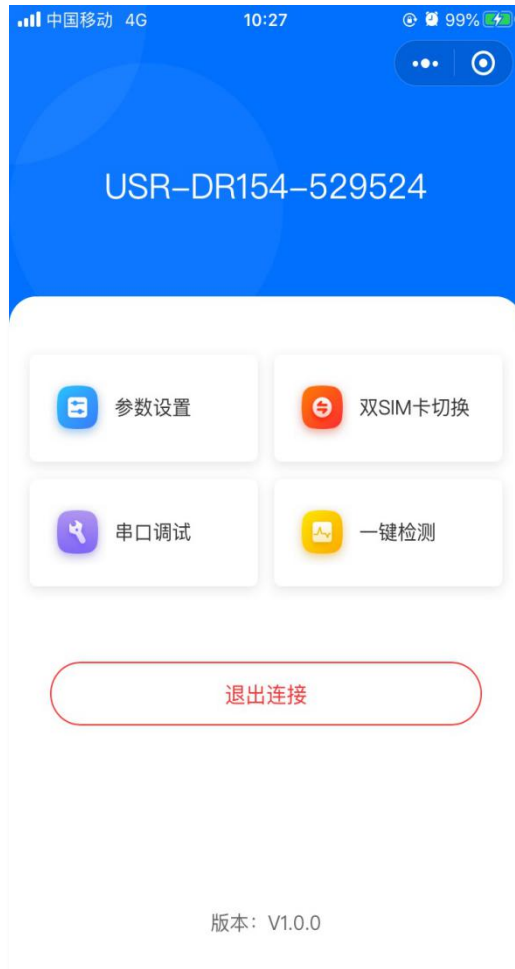 中国移动 4G 10:27 99%
USR-DR154-529524
参数设置 双SIM卡切换
串口调试 一键检测
退出连接
版本：V1.0.0